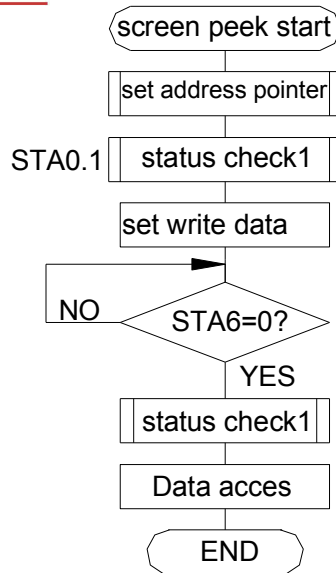 screen peek start
set address pointer
STA0.1
status check1
set write data
NO
STA6=0?
YES
status check1
Data acces
END